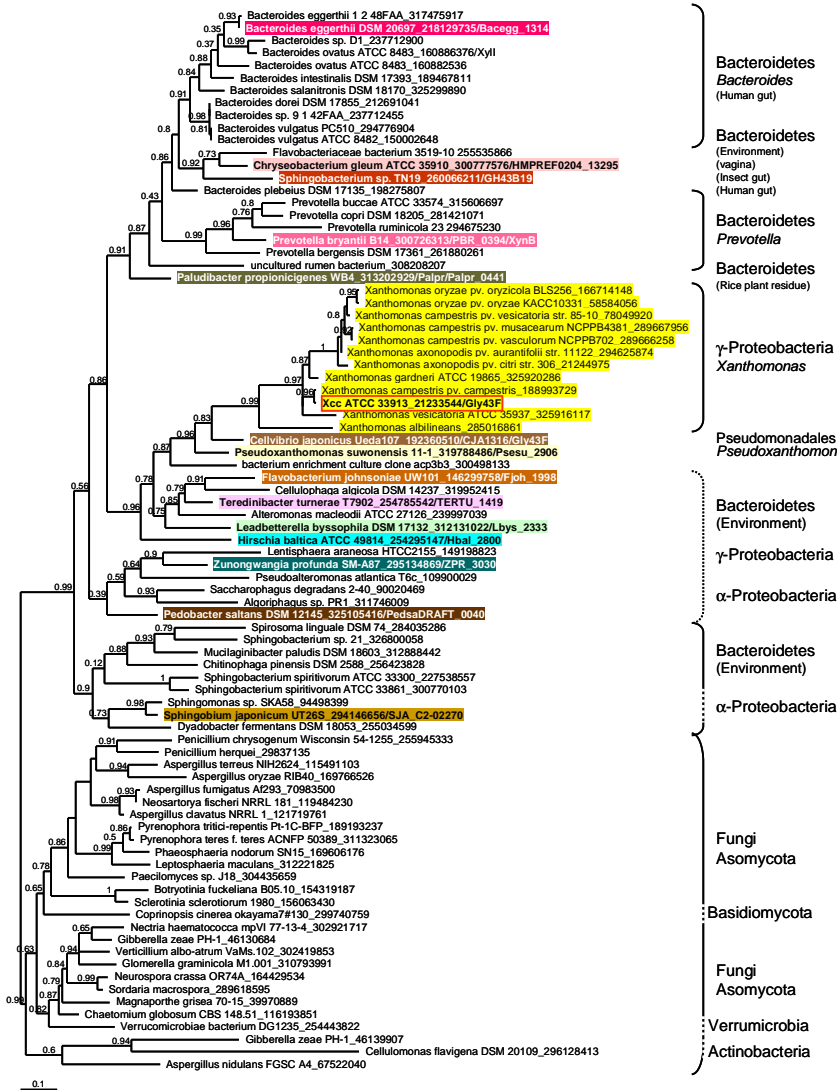 Bacteroides eggerthii 1 2 48FAA_317475917
Bacteroides eggerthii DSM 20697_218129735/Bacegg_1314
Bacteroides sp. D1_237712900
Bacteroides ovatus ATCC 8483_160886376/XylI
Bacteroides ovatus ATCC 8483_160882536
Bacteroides intestinalis DSM 17393_189467811
Bacteroides salanitronis DSM 18170_325299890
Bacteroides dorei DSM 17855_212691041
Bacteroides sp. 9 1 42FAA_237712455
Bacteroides vulgatus PC510_294776904
Bacteroides vulgatus ATCC 8482_150002648
Flavobacteriaceae bacterium 3519-10 255535866
Chryseobacterium gleum ATCC 35910_300777576/HMPREF0204_13295
Sphingobacterium sp. TN19_260066211/GH43B19
Bacteroides plebeius DSM 17135_198275807
Prevotella buccae ATCC 33574_315606697
Prevotella copri DSM 18205_281421071
Prevotella ruminicola 23_294675230
Prevotella bryantii B14_300726313/PBR_0394/XynB
Prevotella bergensis DSM 17361_261880261
uncultured rumen bacterium_308208207
Paludibacter propionicigenes WB4_313202929/Palpr/Palpr_0441
Xanthomonas oryzae pv. oryzicola BLS256_166714148
Xanthomonas oryzae pv. oryzae KACC10331_58584056
Xanthomonas campestris pv. vesicatoria str. 85-10_78049920
Xanthomonas campestris pv. musacearum NCPPB4381_289667956
Xanthomonas campestris pv. vasculorum NCPPB702_289666258
Xanthomonas axonopodis pv. aurantifolii str. 11122_294625874
Xanthomonas axonopodis pv. citri str. 306_21244975
Xanthomonas gardneri ATCC 19865_325920286
Xanthomonas campestris pv. campestris_188993729
Xcc ATCC 33913_21233544/Gly43F
Xanthomonas vesicatoria ATCC 35937_325916117
Xanthomonas albilineans_285016861
Cellvibrio japonicus Ueda107_192360510/CJA1316/Gly43F
Pseudoxanthomonas suwonensis 11-1_319788486/Psesu_2906
bacterium enrichment culture clone acp3b3_300498133
Flavobacterium johnsoniae UW101_146299758/Fjoh_1998
Cellulophaga algicola DSM 14237_319952415
Teredinibacter turnerae T7902_254785542/TERTU_1419
Alteromonas macleodii ATCC 27126_239997039
Leadbetterella byssophila DSM 17132_312131022/Lbys_2333
Hirschia baltica ATCC 49814_254295147/Hbal_2800
Lentisphaera araneosa HTCC2155_149198823
Zunongwangia profunda SM-A87_295134869/ZPR_3030
Pseudoalteromonas atlantica T6c_109900029
Saccharophagus degradans 2-40_90020469
Algoriphagus sp. PR1_311746009
Pedobacter saltans DSM 12145_325105416/PedsaDRAFT_0040
Spirosoma linguale DSM 74_284035286
Sphingobacterium sp. 21_326800058
Mucilaginibacter paludis DSM 18603_312888442
Chitinophaga pinensis DSM 2588_256423828
Sphingobacterium spiritivorum ATCC 33300_227538557
Sphingobacterium spiritivorum ATCC 33861_300770103
Sphingomonas sp. SKA58_94498399
Sphingobium japonicum UT26S_294146656/SJA_C2-02270
Dyadobacter fermentans DSM 18053_255034599
Penicillium chrysogenum Wisconsin 54-1255_255945333
Penicillium herquei_29837135
Aspergillus terreus NIH2624_115491103
Aspergillus oryzae RIB40_169766526
Aspergillus fumigatus Af293_70983500
Neosartorya fischeri NRRL 181_119484230
Aspergillus clavatus NRRL 1_121719761
Pyrenophora tritici-repentis Pt-1C-BFP_189193237
Pyrenophora teres f. teres ACNFP 50389_311323065
Phaeosphaeria nodorum SN15_169606176
Leptosphaeria maculans_312221825
Paecilomyces sp. J18_304435659
Botryotinia fuckeliana B05.10_154319187
Sclerotinia sclerotiorum 1980_156063430
Coprinopsis cinerea okayama7#130_299740759
Nectria haematococca mpVI 77-13-4_302921717
Gibberella zeae PH-1_46130684
Verticillium albo-atrum VaMs.102_302419853
Glomerella graminicola M1.001_310793991
Neurospora crassa OR74A_164429534
Sordaria macrospora_289618595
Magnaporthe grisea 70-15_39970889
Chaetomium globosum CBS 148.51_116193851
Verrucomicrobiae bacterium DG1235_254443822
Gibberella zeae PH-1_46139907
Cellulomonas flavigena DSM 20109_296128413
Aspergillus nidulans FGSC A4_67522040
Bacteroidetes
Bacteroides
(Human gut)
Bacteroidetes
(Environment)
(vagina)
(Insect gut)
(Human gut)
Bacteroidetes
Prevotella
Bacteroidetes
(Rice plant residue)
γ-Proteobacteria
Xanthomonas
Pseudomonadales
Pseudoxanthomon
Bacteroidetes
(Environment)
γ-Proteobacteria
α-Proteobacteria
Bacteroidetes
(Environment)
α-Proteobacteria
Fungi
Asomycota
Basidiomycota
Fungi
Asomycota
Verrumicrobia
Actinobacteria
0.93
0.35
0.99
0.37
0.88
0.84
0.91
0.98
0.81
0.8
0.73
0.92
0.86
0.43
0.8
0.76
0.96
0.99
0.87
0.91
0.95
0.8
1
0.87
0.97
0.96
0.86
0.83
0.96
0.91
0.78
0.79
0.85
0.75
0.96
0.56
0.9
0.64
0.59
0.93
0.39
0.99
0.79
0.93
0.88
0.12
1
0.9
0.98
0.73
0.91
0.94
0.93
0.98
0.86
0.5
0.99
0.86
0.78
1
0.65
0.65
0.94
0.84
0.63
0.99
0.79
0.87
0.82
0.99
0.94
0.6
0.1